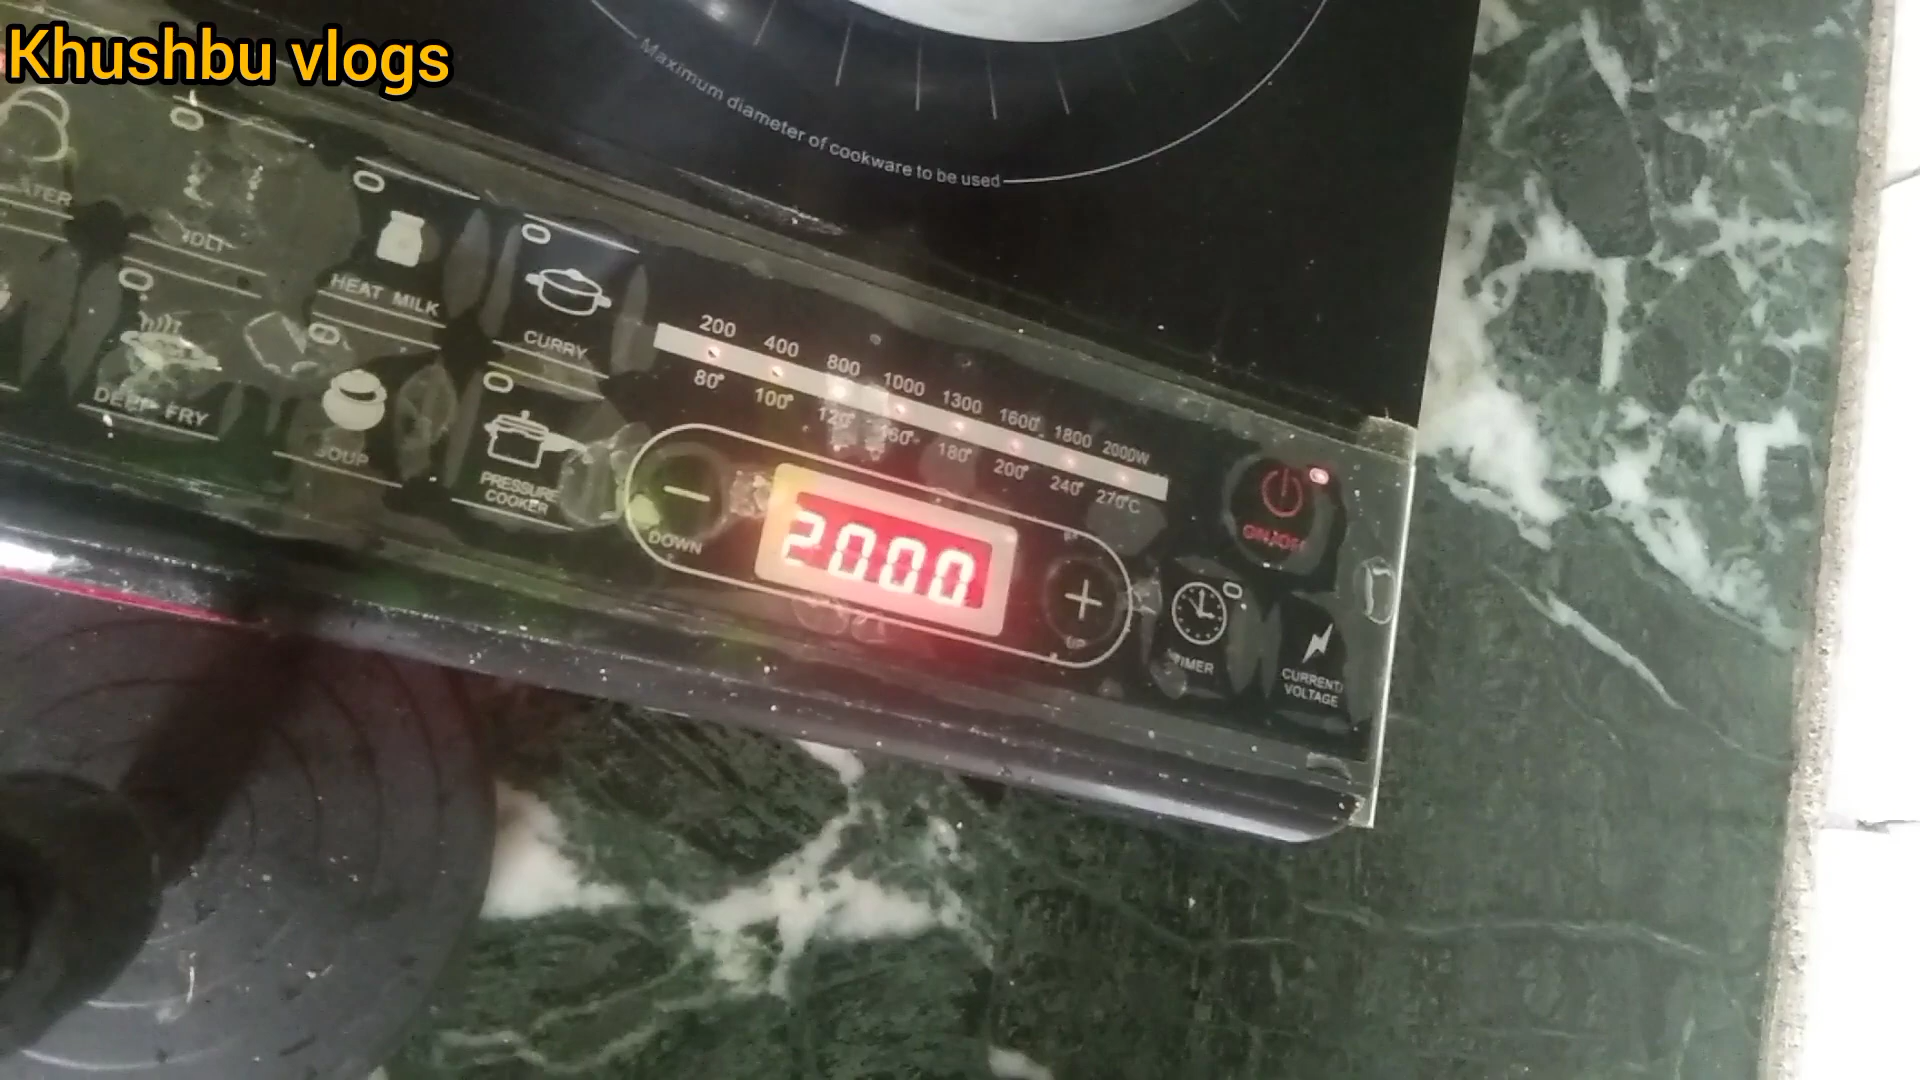 Khushbu vlogs
Maximum diameter of cookware to be used
IDLI
HEAT MILK
CURRY
DEEP FRY
SOUP
PRESSURE
COOKER
200 400 800 1000 1300 1600 1800 2000W
80° 100° 120° 160° 180° 200° 240° 270°C
DOWN
2000
UP
ON/OFF
TIMER
CURRENT/
VOLTAGE